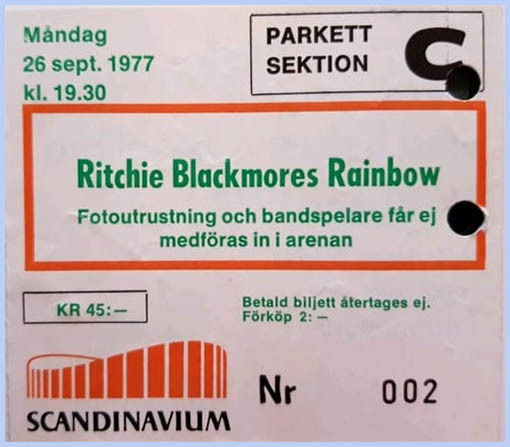 Måndag
26 sept. 1977
kl. 19.30
PARKETT
SEKTION C
Ritchie Blackmores Rainbow
Fotoutrustning och bandspelare får ej
medföras in i arenan
KR 45:—
Betald biljett återtages ej.
Förköp 2: —
Nr 002
SCANDINAVIUM